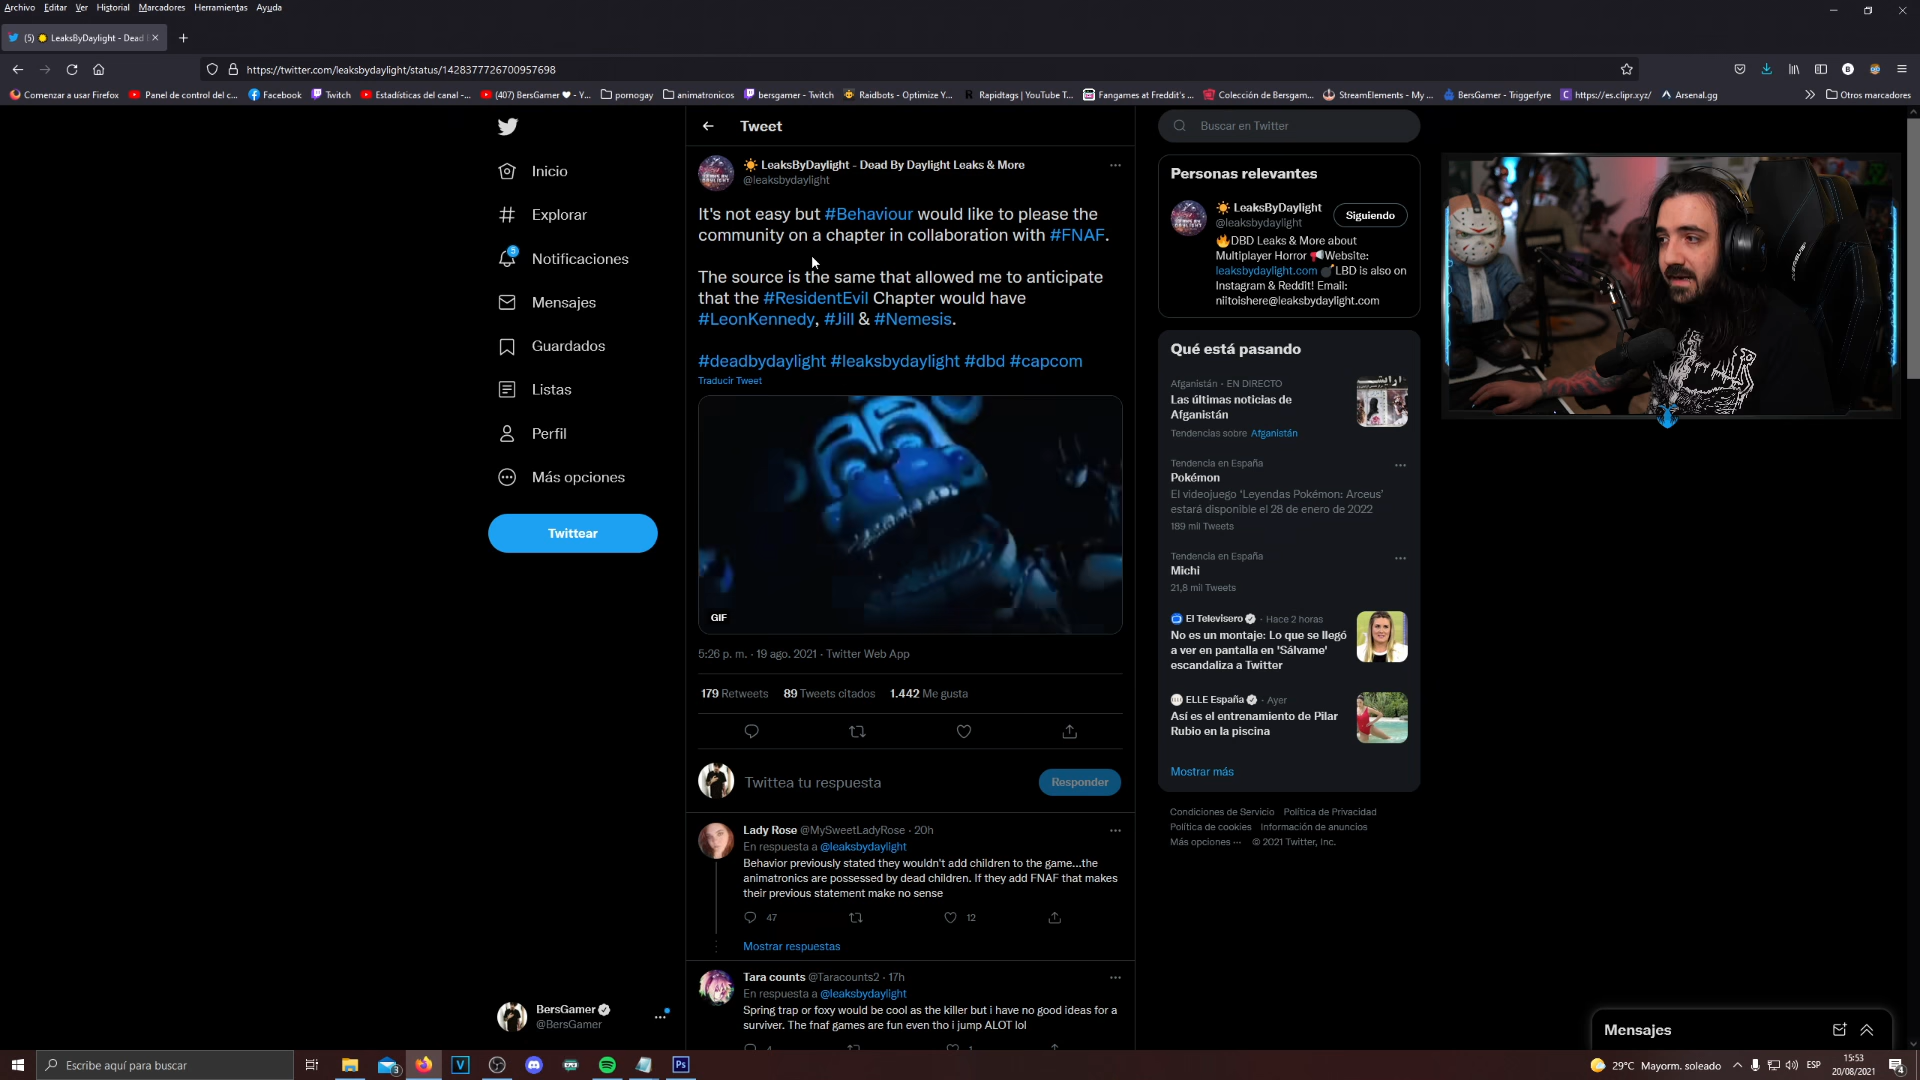 Archivo Editar Ver Historial Marcadores Herramientas Ayuda
(5) LeaksByDaylight - Dead
https://twitter.com/leaksbydaylight/status/1428377726700957698
Comenzar a usar Firefox Panel de control del c... Facebook Twitch Estadísticas del canal -... (407) BersGamer - Y... pornogay animatronicos bersgamer - Twitch Raidbots - Optimize Y... Rapidtags | YouTube T... Fangames at Freddit's ... Colección de Bersgam... StreamElements - My ... BersGamer - Triggerfyre https://es.clipr.xyz/ Arsenal.gg Otros marcadores
Inicio
Explorar
5
Notificaciones
Mensajes
Guardados
Listas
Perfil
Más opciones
Twittear
BersGamer
@BersGamer
Tweet
LeaksByDaylight - Dead By Daylight Leaks & More
@leaksbydaylight
It's not easy but #Behaviour would like to please the
community on a chapter in collaboration with #FNAF.
The source is the same that allowed me to anticipate
that the #ResidentEvil Chapter would have
#LeonKennedy, #Jill & #Nemesis.
#deadbydaylight #leaksbydaylight #dbd #capcom
Traducir Tweet
GIF
5:26 p. m. · 19 ago. 2021 · Twitter Web App
179 Retweets 89 Tweets citados 1.442 Me gusta
Twittea tu respuesta
Responder
Lady Rose @MySweetLadyRose · 20h
En respuesta a @leaksbydaylight
Behavior previously stated they wouldn't add children to the game...the
animatronics are possessed by dead children. If they add FNAF that makes
their previous statement make no sense
47 12
Mostrar respuestas
Tara counts @Taracounts2 · 17h
En respuesta a @leaksbydaylight
Spring trap or foxy would be cool as the killer but i have no good ideas for a
surviver. The fnaf games are fun even tho i jump ALOT lol
Buscar en Twitter
Personas relevantes
LeaksByDaylight
@leaksbydaylight
Siguiendo
DBD Leaks & More about
Multiplayer Horror Website:
leaksbydaylight.com LBD is also on
Instagram & Reddit! Email:
niitoishere@leaksbydaylight.com
Qué está pasando
Afganistán · EN DIRECTO
Las últimas noticias de
Afganistán
Tendencias sobre Afganistán
Tendencia en España
Pokémon
El videojuego 'Leyendas Pokémon: Arceus'
estará disponible el 28 de enero de 2022
189 mil Tweets
Tendencia en España
Michi
21,8 mil Tweets
El Televisero · Hace 2 horas
No es un montaje: Lo que se llegó
a ver en pantalla en 'Sálvame'
escandaliza a Twitter
ELLE España · Ayer
Así es el entrenamiento de Pilar
Rubio en la piscina
Mostrar más
Condiciones de Servicio Política de Privacidad
Política de cookies Información de anuncios
Más opciones ··· © 2021 Twitter, Inc.
Mensajes
Escribe aquí para buscar
3
V
Ps
29°C Mayorm. soleado
ESP
15:53
20/08/2021
4